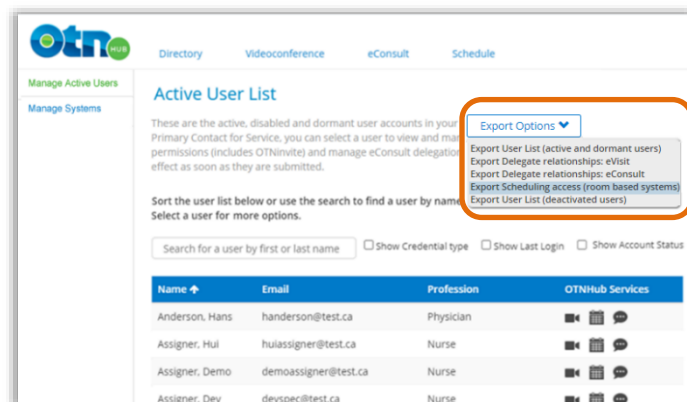 otn HUB
Directory Videoconference eConsult Schedule
Manage Active Users
Manage Systems
Active User List
These are the active, disabled and dormant user accounts in your
Primary Contact for Service, you can select a user to view and
permissions (includes OTNinvite) and manage eConsult
effect as soon as they are submitted.
Export Options
Export User List (active and dormant users)
Export Delegate relationships: eVisit
Export Delegate relationships: eConsult
Export Scheduling access (room based systems)
Export User List (deactivated users)
Sort the user list below or use the search to find a user by name
Select a user for more options.
Search for a user by first or last name Show Credential type Show Last Login Show Account Status
Name Email Profession OTNHub Services
Anderson, Hans handerson@test.ca Physician
Assigner, Hui huiassigner@test.ca Nurse
Assigner, Demo demoassigner@test.ca Nurse
Assigner, Dev devspec@test.ca Nurse